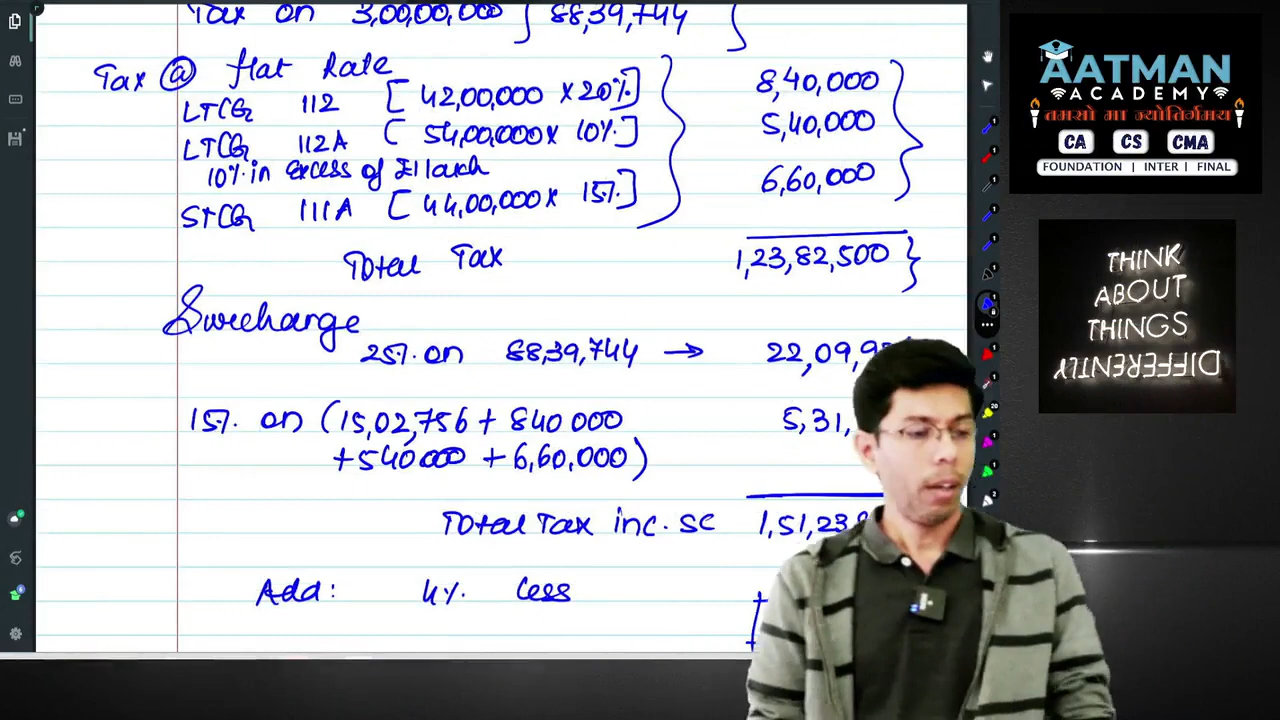 Tax on 3,00,00,000 } 88,39,744 }
Tax @ flat Rate
LTCG 112 [ 42,00,000 x 20% ] 8,40,000
LTCG 112A [ 54,00,000 x 10% ] 5,40,000
10% in excess of ₹1 lakh
STCG 111A [ 44,00,000 x 15% ] 6,60,000
Total Tax 1,23,82,500 }
Surcharge
25% on 88,39,744 → 22,09,9
15% on (15,02,756 + 840 000 5,31,
+540 000 + 6,60,000)
Total Tax inc. SC 1,51,23,
Add: 4% Cess
AATMAN
ACADEMY
तमसो मा ज्योतिर्गमय
CA CS CMA
FOUNDATION | INTER | FINAL
THINK
ABOUT
THINGS
DIFFERENTLY